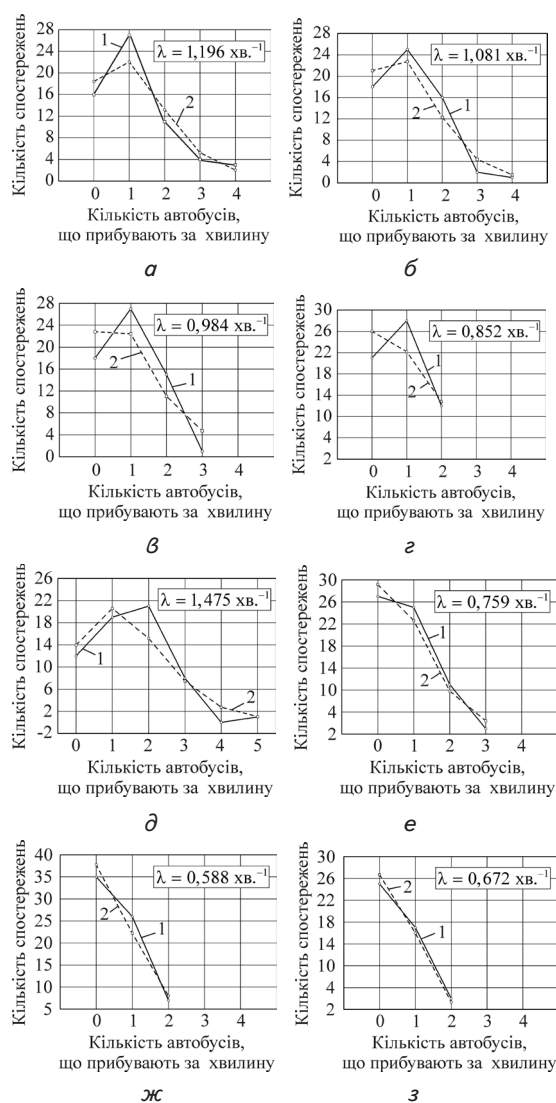 28
24
20
16
12
8
4
0
Кількість спостережень
1
2
λ = 1,196 хв.⁻¹
0 1 2 3 4
Кількість автобусів,
що прибувають за хвилину
а
28
24
20
16
12
8
4
0
Кількість спостережень
λ = 1,081 хв.⁻¹
2
1
0 1 2 3 4
Кількість автобусів,
що прибувають за хвилину
б
28
24
20
16
12
8
4
0
Кількість спостережень
λ = 0,984 хв.⁻¹
2
1
0 1 2 3 4
Кількість автобусів,
що прибувають за хвилину
в
30
26
22
18
14
10
6
2
Кількість спостережень
λ = 0,852 хв.⁻¹
1
2
0 1 2 3 4
Кількість автобусів,
що прибувають за хвилину
г
26
22
18
14
10
6
2
-2
Кількість спостережень
λ = 1,475 хв.⁻¹
1
2
0 1 2 3 4 5
Кількість автобусів,
що прибувають за хвилину
д
30
26
22
18
14
10
6
2
Кількість спостережень
λ = 0,759 хв.⁻¹
1
2
0 1 2 3 4
Кількість автобусів,
що прибувають за хвилину
е
40
35
30
25
20
15
10
5
Кількість спостережень
λ = 0,588 хв.⁻¹
2
1
0 1 2 3 4
Кількість автобусів,
що прибувають за хвилину
ж
30
26
22
18
14
10
6
2
Кількість спостережень
λ = 0,672 хв.⁻¹
2
1
0 1 2 3 4
Кількість автобусів,
що прибувають за хвилину
з